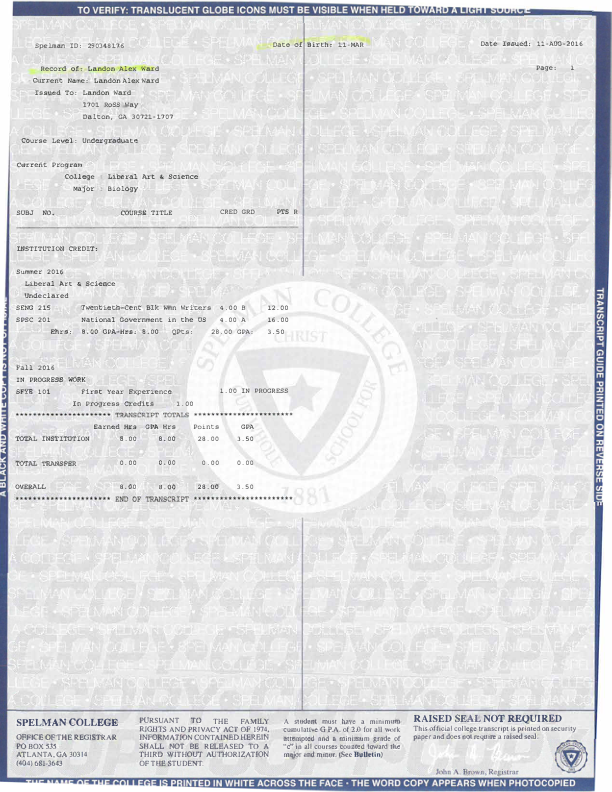 TO VERIFY: TRANSLUCENT GLOBE ICONS MUST BE VISIBLE WHEN HELD TOWARD A LIGHT SOURCE
Spelman ID: 290348176
Date of Birth: 11-MAR
Date Issued: 11-AUG-2016
Record of: Landon Alex Ward
Page: 1
Current Name: Landon Alex Ward
Issued To: Landon Ward
1701 Ross Way
Dalton, GA 30721-1707
Course Level: Undergraduate
Current Program
College : Liberal Art & Science
Major : Biology
SUBJ NO. COURSE TITLE CRED GRD PTS R
INSTITUTION CREDIT:
Summer 2016
Liberal Art & Science
Undeclared
SENG 215 Twentieth-Cent Blk Wmn Writers 4.00 B 12.00
SPSC 201 National Government in the US 4.00 A 16.00
Ehrs: 8.00 GPA-Hrs: 8.00 QPts: 28.00 GPA: 3.50
Fall 2016
IN PROGRESS WORK
SFYE 101 First Year Experience 1.00 IN PROGRESS
In Progress Credits 1.00
********************** TRANSCRIPT TOTALS ***********************
Earned Hrs GPA Hrs Points GPA
TOTAL INSTITUTION 8.00 8.00 28.00 3.50
TOTAL TRANSFER 0.00 0.00 0.00 0.00
OVERALL 8.00 8.00 28.00 3.50
********************** END OF TRANSCRIPT ***********************
SPELMAN COLLEGE
CHRIST
WHOLE SCHOOL FOR
188
TRANSCRIPT GUIDE PRINTED ON REVERSE SIDE
SPELMAN COLLEGE
OFFICE OF THE REGISTRAR
PO BOX 535
ATLANTA, GA 30314
(404) 681-3643
PURSUANT TO THE FAMILY
RIGHTS AND PRIVACY ACT OF 1974,
INFORMATION CONTAINED HEREIN
SHALL NOT BE RELEASED TO A
THIRD WITHOUT AUTHORIZATION
OF THE STUDENT.
A student must have a minimum
cumulative G.P.A. of 2.0 for all work
attempted and a minimum grade of
"c" in all courses counted toward the
major and minor. (See Bulletin)
RAISED SEAL NOT REQUIRED
This official college transcript is printed on security
paper and does not require a raised seal.
John A. Brown, Registrar
THE NAME OF THE COLLEGE IS PRINTED IN WHITE ACROSS THE FACE • THE WORD COPY APPEARS WHEN PHOTOCOPIED